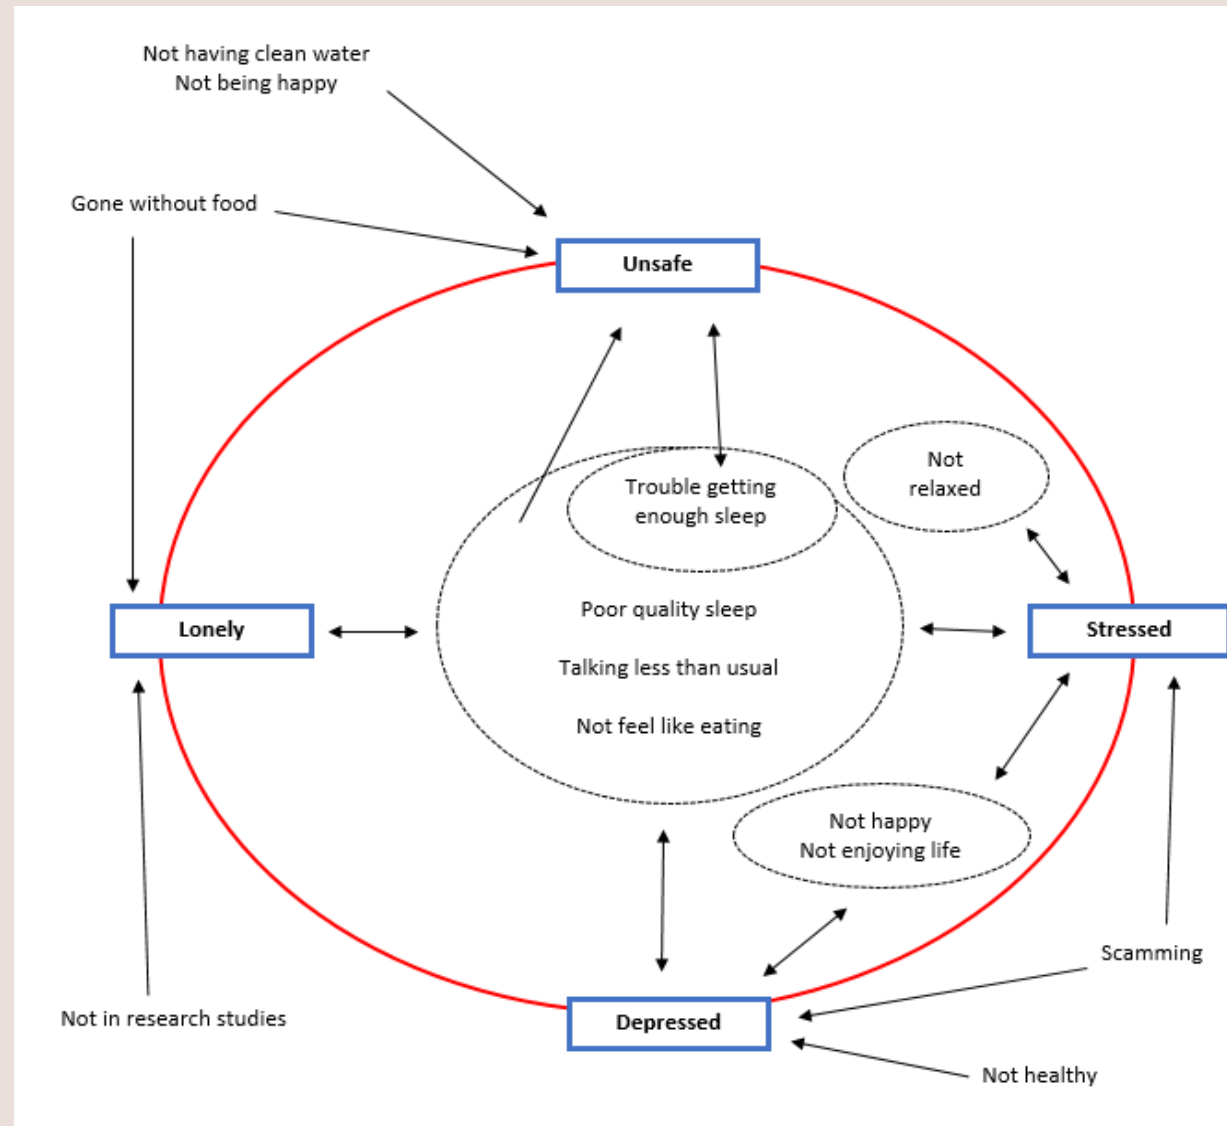 Not having clean water
Not being happy
Gone without food
Unsafe
Not
relaxed
Trouble getting
enough sleep
Poor quality sleep
Lonely
Stressed
Talking less than usual
Not feel like eating
Not happy
Not enjoying life
Scamming
Not in research studies
Depressed
Not healthy